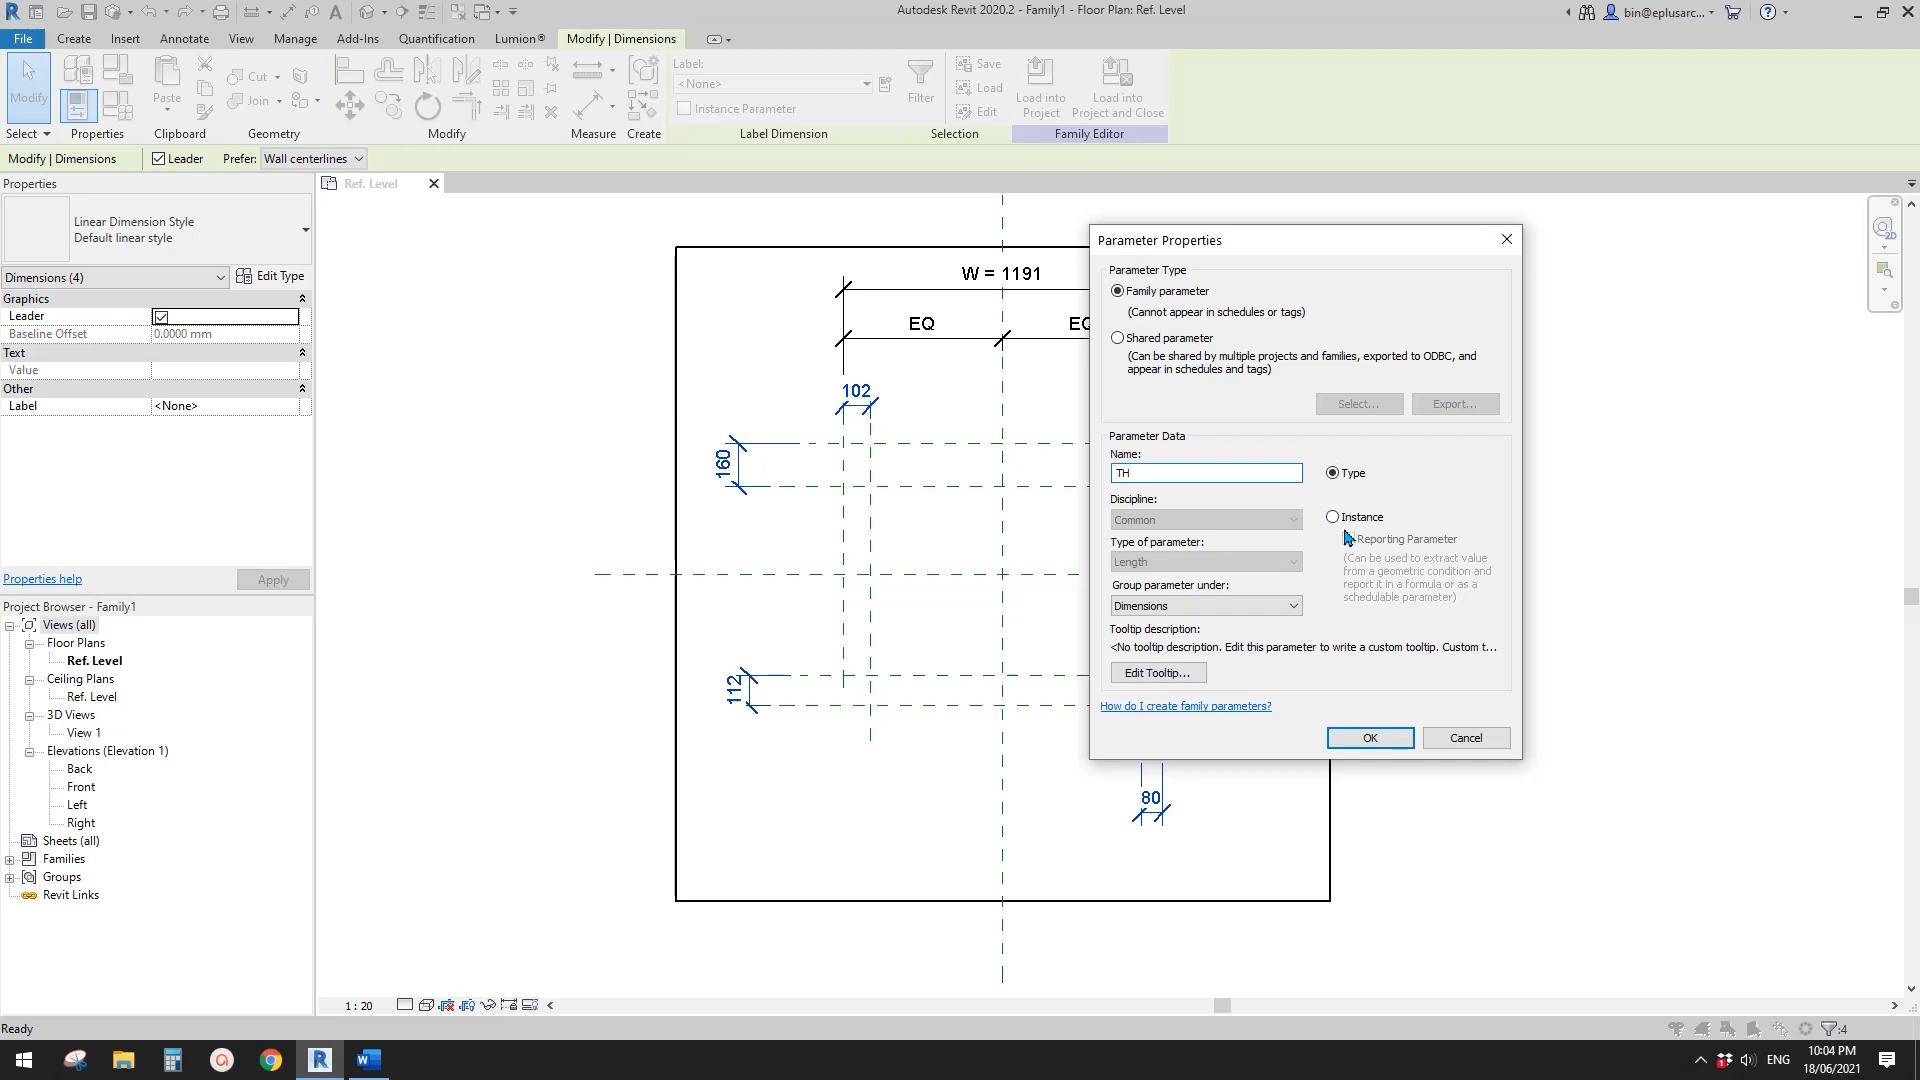 Autodesk Revit 2020.2 - Family1 - Floor Plan: Ref. Level
bin@eplusarc...
File
Create
Insert
Annotate
View
Manage
Add-Ins
Quantification
Lumion®
Modify | Dimensions
Modify
Paste
Cut
Join
Label:
<None>
Instance Parameter
Filter
Save
Load
Edit
Load into
Project
Load into
Project and Close
Select
Properties
Clipboard
Geometry
Modify
Measure
Create
Label Dimension
Selection
Family Editor
Modify | Dimensions
Leader
Prefer:
Wall centerlines
Properties
Ref. Level
Linear Dimension Style
Default linear style
Dimensions (4)
Edit Type
Graphics
Leader
Baseline Offset
0.0000 mm
Text
Value
Other
Label
<None>
Properties help
Apply
Project Browser - Family1
Views (all)
Floor Plans
Ref. Level
Ceiling Plans
Ref. Level
3D Views
View 1
Elevations (Elevation 1)
Back
Front
Left
Right
Sheets (all)
Families
Groups
Revit Links
W = 1191
EQ
EQ
102
160
112
80
2D
Parameter Properties
Parameter Type
Family parameter
(Cannot appear in schedules or tags)
Shared parameter
(Can be shared by multiple projects and families, exported to ODBC, and
appear in schedules and tags)
Select...
Export...
Parameter Data
Name:
TH
Type
Discipline:
Common
Instance
Reporting Parameter
Type of parameter:
Length
(Can be used to extract value
from a geometric condition and
report it in a formula or as a
schedulable parameter)
Group parameter under:
Dimensions
Tooltip description:
<No tooltip description. Edit this parameter to write a custom tooltip. Custom t...
Edit Tooltip...
How do I create family parameters?
OK
Cancel
1 : 20
Ready
:4
ENG
10:04 PM
18/06/2021